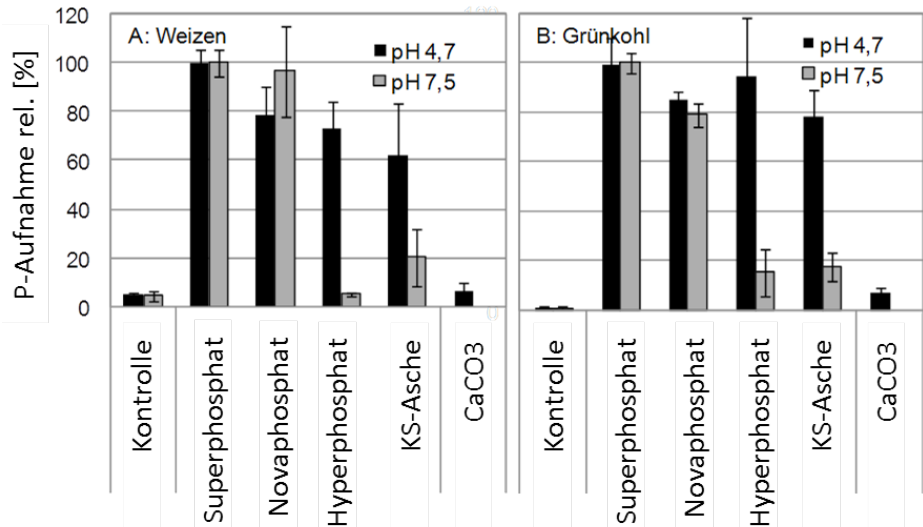 P-Aufnahme rel. [%]
120
100
80
60
40
20
0
A: Weizen
pH 4,7
pH 7,5
Kontrolle
Superphosphat
Novaphosphat
Hyperphosphat
KS-Asche
CaCO3
B: Grünkohl
pH 4,7
pH 7,5
Kontrolle
Superphosphat
Novaphosphat
Hyperphosphat
KS-Asche
CaCO3